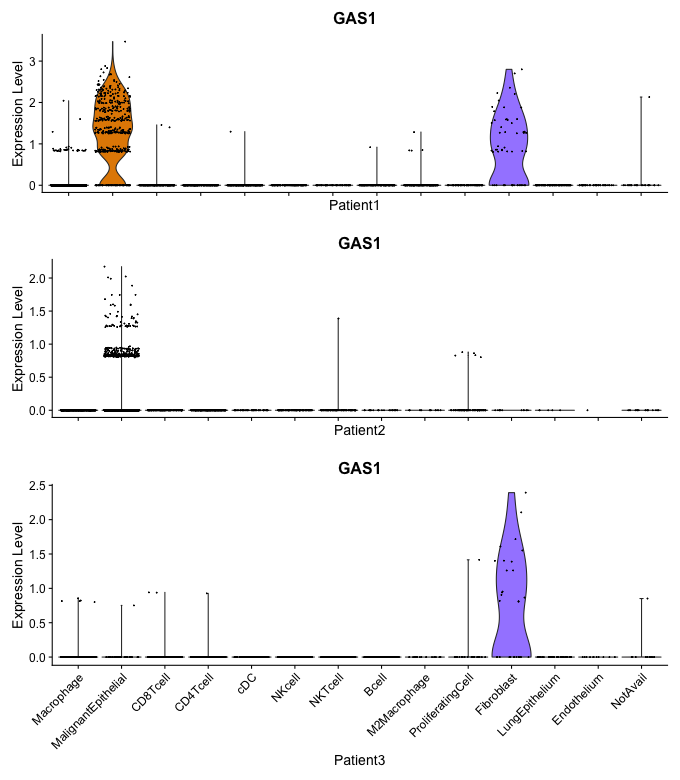 GAS1
Expression Level
3
2
1
0
Patient1
GAS1
Expression Level
2.0
1.5
1.0
0.5
0.0
Patient2
GAS1
Expression Level
2.5
2.0
1.5
1.0
0.5
0.0
Macrophage
MalignantEpithelial
CD8Tcell
CD4Tcell
cDC
NKcell
NKTcell
Bcell
M2Macrophage
ProliferatingCell
Fibroblast
LungEpithelium
Endothelium
NotAvail
Patient3